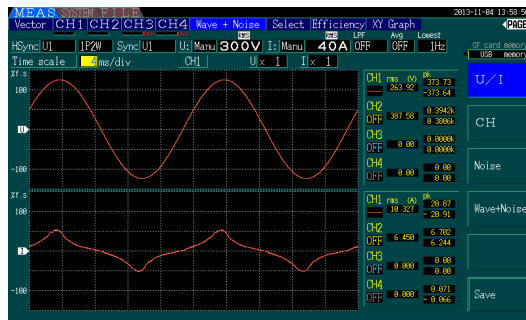 MEAS SYSTEM FILE 2013-11-04 13:58:50
Vector CH1 CH2 CH3 CH4 Wave + Noise Select Efficiency XY Graph PAGE
HSync U1 1P2W Sync U1 U: Manu RMS 300V I: Manu RMS 40A LPF OFF Avg OFF Lowest 1Hz
CF card memory
USB memory
Time scale 4 ms/div CH1 U x 1 I x 1
Xf.s
100
U
-100
CH1 rms (V) 263.92 pk 373.73 -373.64
CH2 OFF 387.58 0.3942k 0.3806k
CH3 OFF 0.00 0.0000k 0.0000k
CH4 OFF 0.00 0.00 0.00
Xf.s
100
I
-100
CH1 rms (A) 10.327 pk 20.87 - 20.91
CH2 OFF 6.450 6.702 6.244
CH3 OFF 0.000 0.00 0.00
CH4 OFF 0.000 0.071 - 0.066
U/I
CH
Noise
Wave+Noise
Save